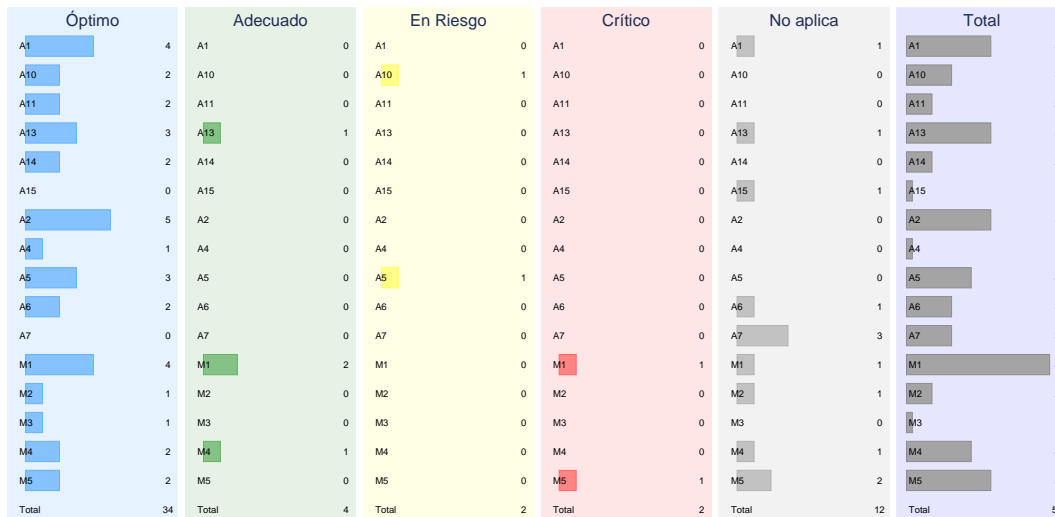 Óptimo Adecuado En Riesgo Crítico No aplica Total
A1 4 A1 0 A1 0 A1 0 A1 1 A1
A10 2 A10 0 A10 1 A10 0 A10 0 A10
A11 2 A11 0 A11 0 A11 0 A11 0 A11
A13 3 A13 1 A13 0 A13 0 A13 1 A13
A14 2 A14 0 A14 0 A14 0 A14 0 A14
A15 0 A15 0 A15 0 A15 0 A15 1 A15
A2 5 A2 0 A2 0 A2 0 A2 0 A2
A4 1 A4 0 A4 0 A4 0 A4 0 A4
A5 3 A5 0 A5 1 A5 0 A5 0 A5
A6 2 A6 0 A6 0 A6 0 A6 1 A6
A7 0 A7 0 A7 0 A7 0 A7 3 A7
M1 4 M1 2 M1 0 M1 1 M1 1 M1
M2 1 M2 0 M2 0 M2 0 M2 1 M2
M3 1 M3 0 M3 0 M3 0 M3 0 M3
M4 2 M4 1 M4 0 M4 0 M4 1 M4
M5 2 M5 0 M5 0 M5 1 M5 2 M5
Total 34 Total 4 Total 2 Total 2 Total 12 Total